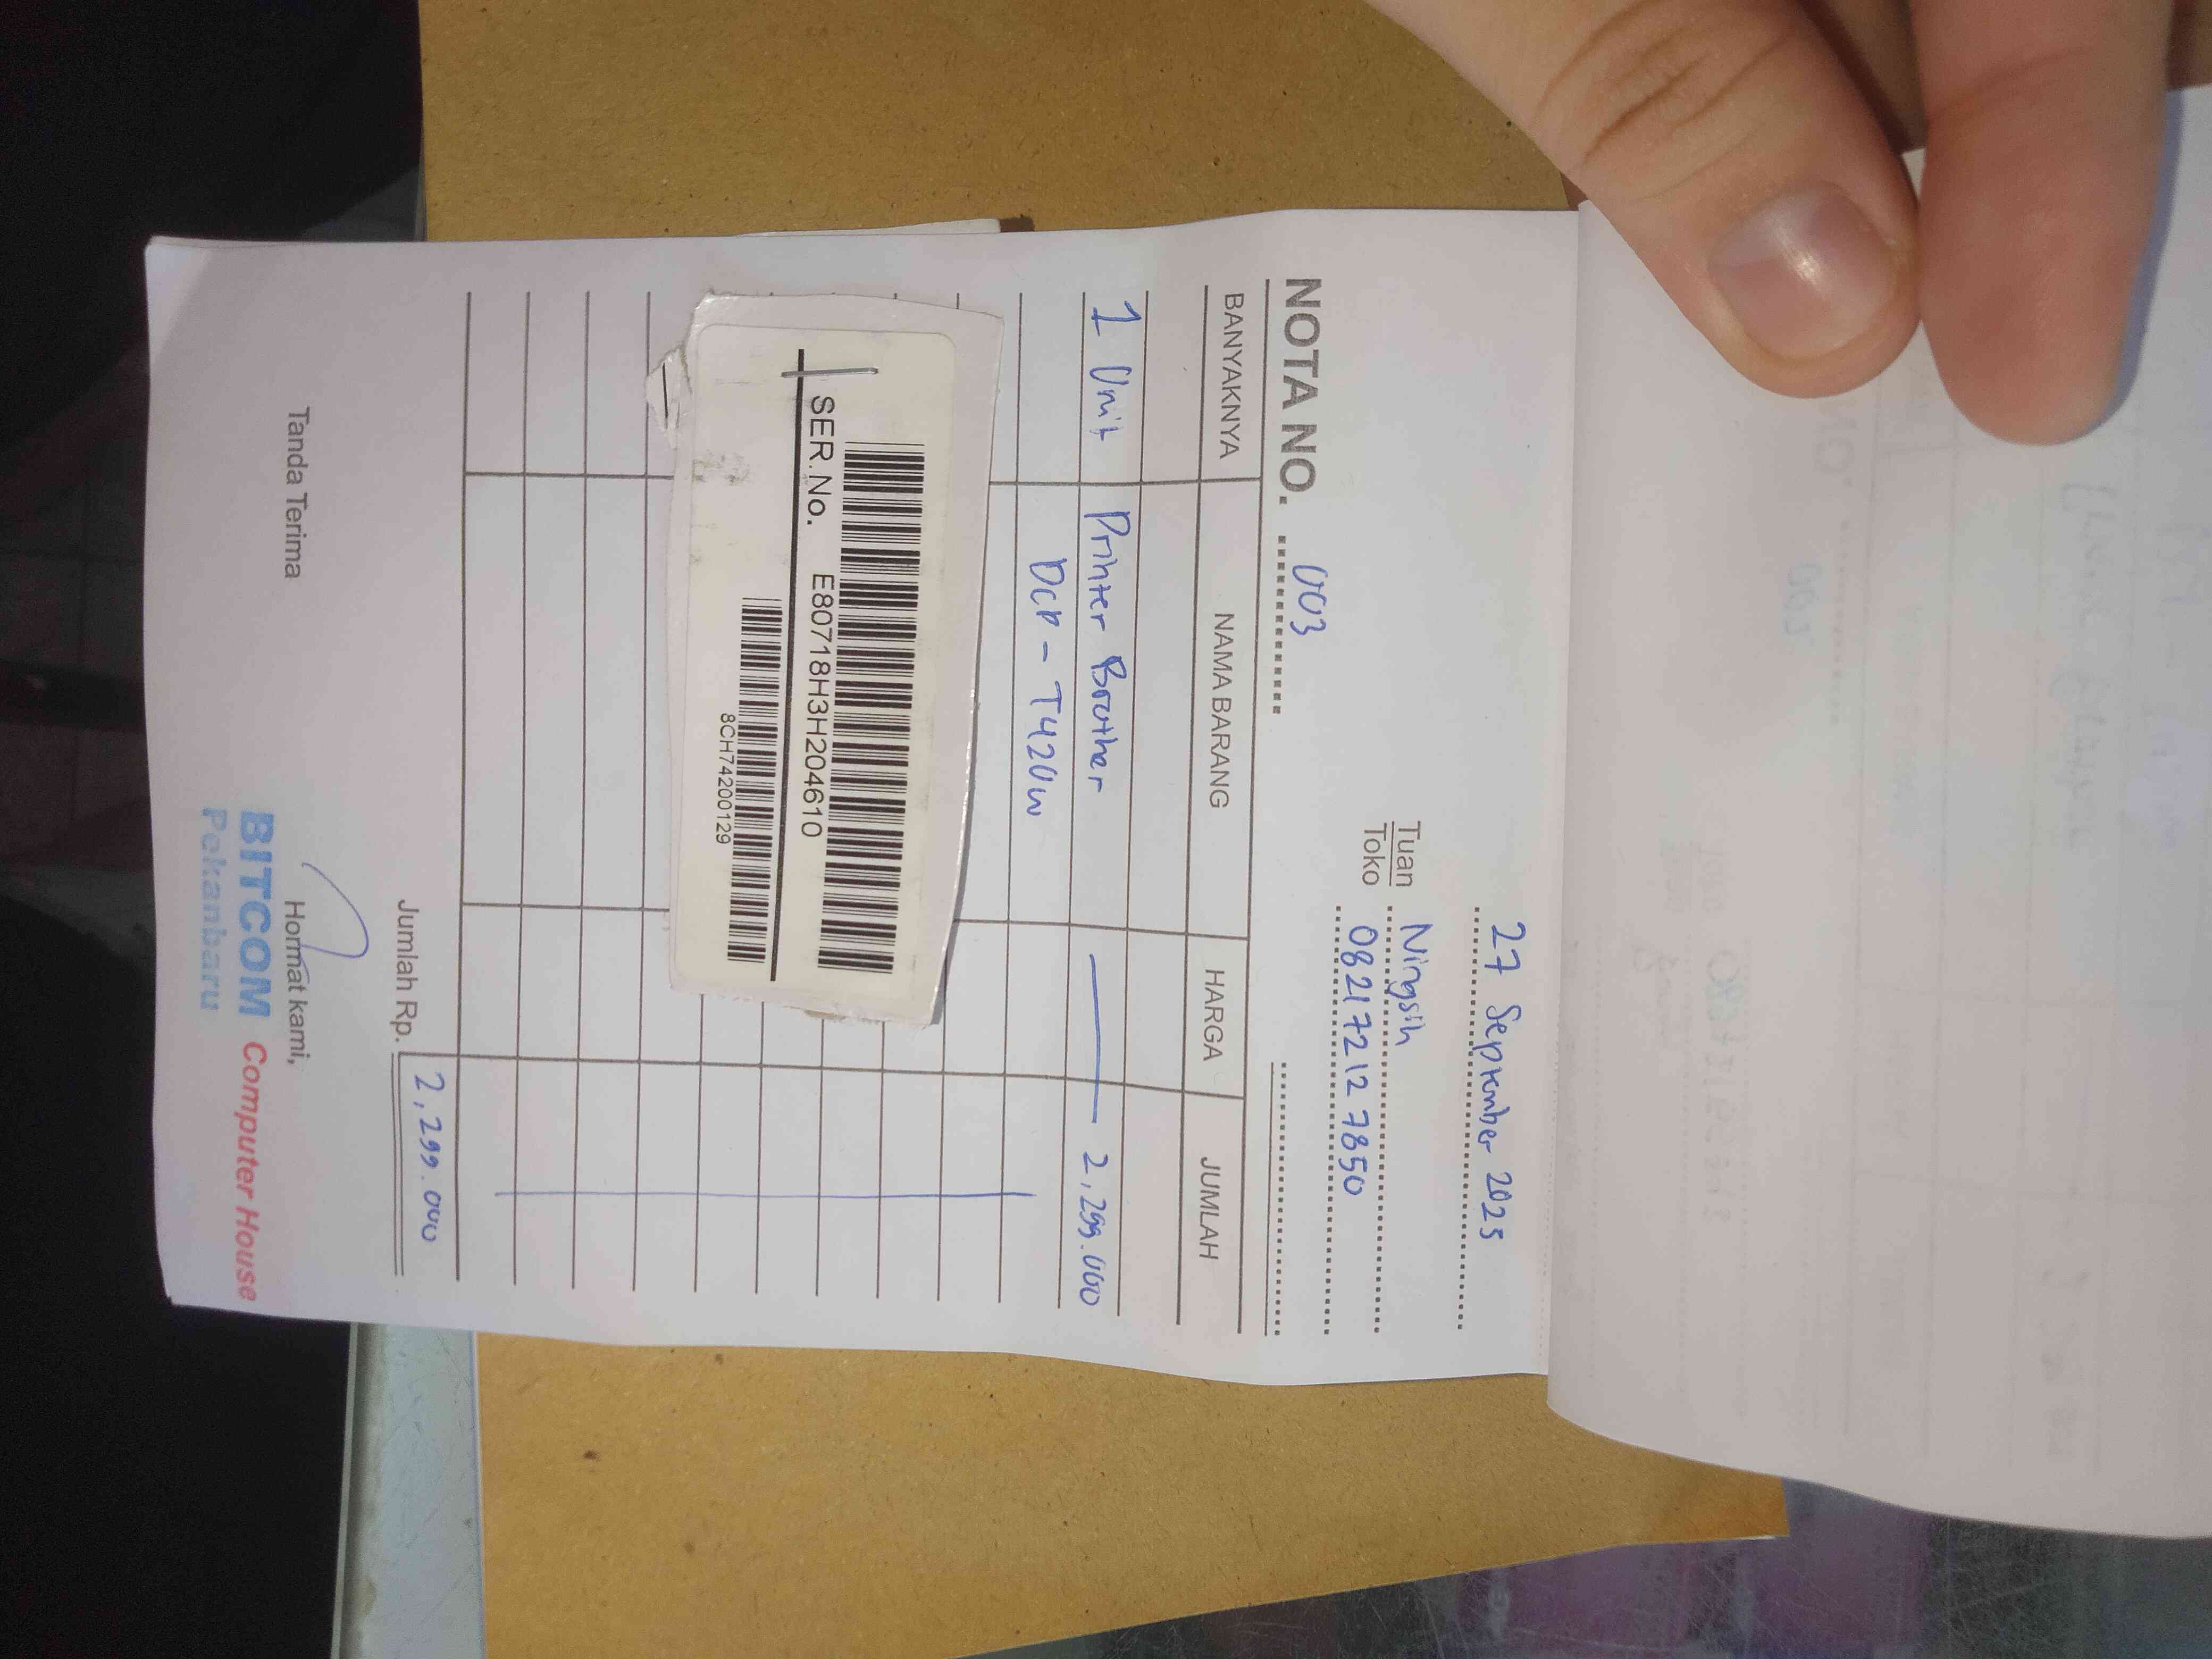 27 September 2025
Tuan Ningsih
Toko 0821 7212 7850
NOTA NO. 003
BANYAKNYA NAMA BARANG HARGA JUMLAH
1 Unit Printer Brother 2,299.000
DCP - T420W
SER. No. E80718H3H204610
8CH74200129
Jumlah Rp. 2,299.000
Tanda Terima Hormat kami,
BITCOM Computer House
Pekanbaru